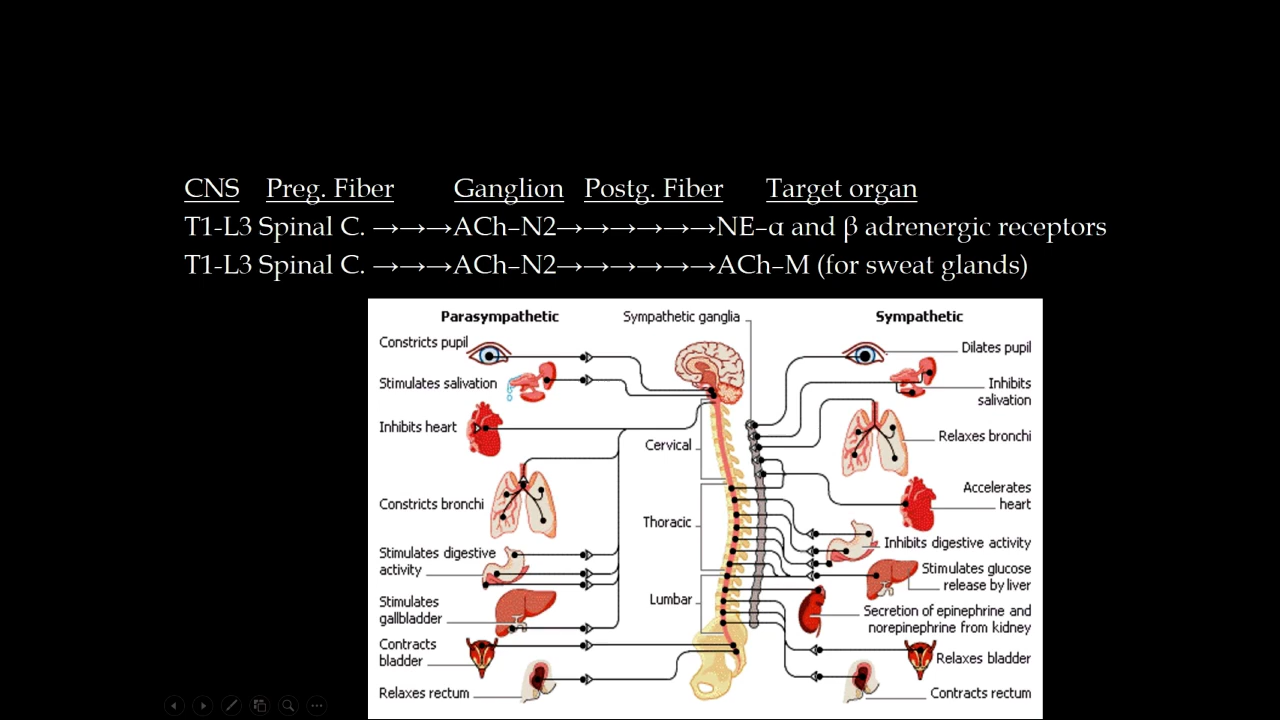 CNS Preg. Fiber Ganglion Postg. Fiber Target organ
T1-L3 Spinal C. →→→ACh–N2→→→→→→NE–α and β adrenergic receptors
T1-L3 Spinal C. →→→ACh–N2→→→→→→ACh–M (for sweat glands)
Parasympathetic
Sympathetic ganglia
Sympathetic
Constricts pupil
Stimulates salivation
Inhibits heart
Constricts bronchi
Stimulates digestive
activity
Stimulates
gallbladder
Contracts
bladder
Relaxes rectum
Cervical
Thoracic
Lumbar
Dilates pupil
Inhibits
salivation
Relaxes bronchi
Accelerates
heart
Inhibits digestive activity
Stimulates glucose
release by liver
Secretion of epinephrine and
norepinephrine from kidney
Relaxes bladder
Contracts rectum